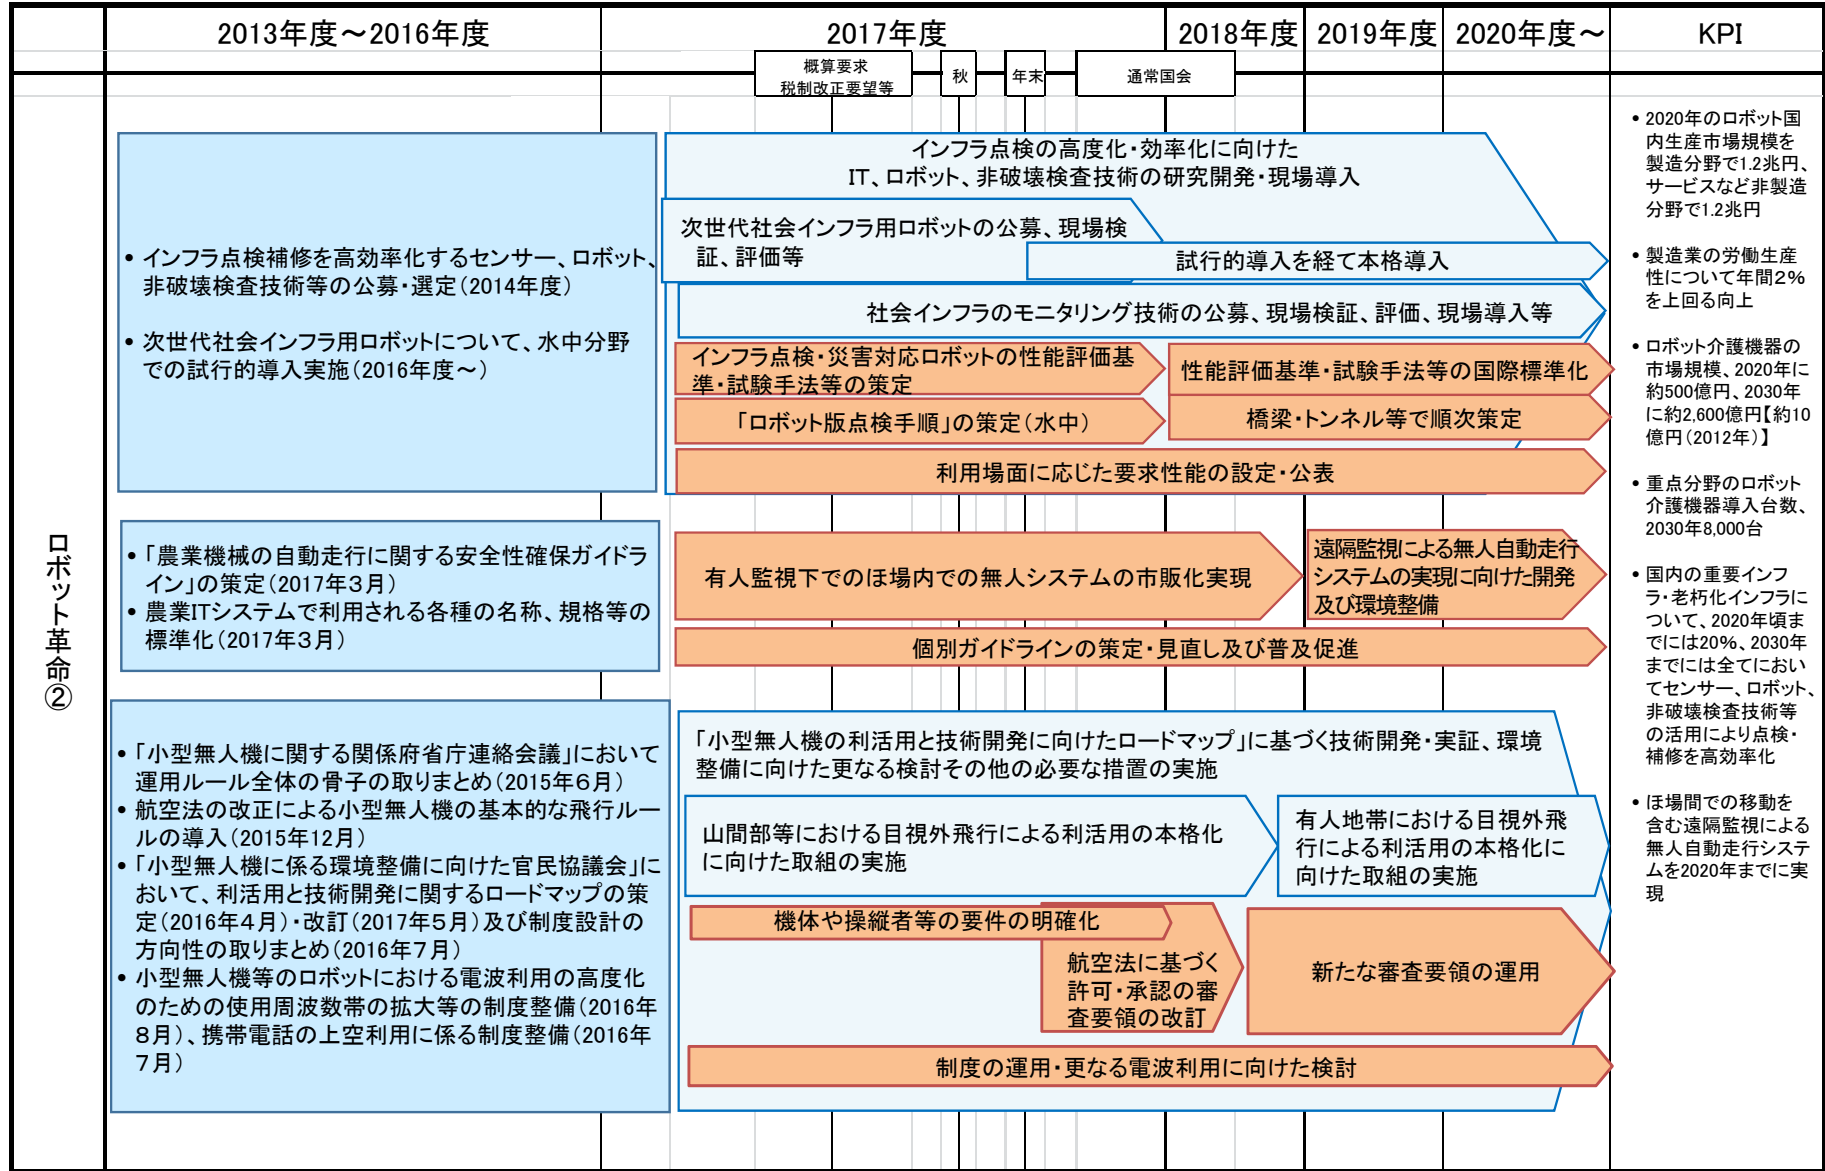 2013年度～2016年度
2017年度
2018年度
2019年度
2020年度～
KPI
概算要求
税制改正要望等
秋
年末
通常国会
ロボット革命②
• インフラ点検補修を高効率化するセンサー、ロボット、
非破壊検査技術等の公募・選定（2014年度）
• 次世代社会インフラ用ロボットについて、水中分野
での試行的導入実施（2016年度～）
インフラ点検の高度化・効率化に向けた
IT、ロボット、非破壊検査技術の研究開発・現場導入
次世代社会インフラ用ロボットの公募、現場検
証、評価等
試行的導入を経て本格導入
社会インフラのモニタリング技術の公募、現場検証、評価、現場導入等
インフラ点検・災害対応ロボットの性能評価基
準・試験手法等の策定
性能評価基準・試験手法等の国際標準化
「ロボット版点検手順」の策定（水中）
橋梁・トンネル等で順次策定
利用場面に応じた要求性能の設定・公表
• 「農業機械の自動走行に関する安全性確保ガイドラ
イン」の策定（2017年３月）
• 農業ITシステムで利用される各種の名称、規格等の
標準化（2017年３月）
有人監視下でのほ場内での無人システムの市販化実現
遠隔監視による無人自動走行
システムの実現に向けた開発
及び環境整備
個別ガイドラインの策定・見直し及び普及促進
• 「小型無人機に関する関係府省庁連絡会議」において
運用ルール全体の骨子の取りまとめ（2015年６月）
• 航空法の改正による小型無人機の基本的な飛行ルー
ルの導入（2015年12月）
• 「小型無人機に係る環境整備に向けた官民協議会」に
おいて、利活用と技術開発に関するロードマップの策
定（2016年４月）・改訂（2017年５月）及び制度設計の
方向性の取りまとめ（2016年７月）
• 小型無人機等のロボットにおける電波利用の高度化
のための使用周波数帯の拡大等の制度整備（2016年
８月）、携帯電話の上空利用に係る制度整備（2016年
７月）
「小型無人機の利活用と技術開発に向けたロードマップ」に基づく技術開発・実証、環境
整備に向けた更なる検討その他の必要な措置の実施
山間部等における目視外飛行による利活用の本格化
に向けた取組の実施
有人地帯における目視外飛
行による利活用の本格化に
向けた取組の実施
機体や操縦者等の要件の明確化
航空法に基づく
許可・承認の審
査要領の改訂
新たな審査要領の運用
制度の運用・更なる電波利用に向けた検討
• 2020年のロボット国
内生産市場規模を
製造分野で1.2兆円、
サービスなど非製造
分野で1.2兆円
• 製造業の労働生産
性について年間２％
を上回る向上
• ロボット介護機器の
市場規模、2020年に
約500億円、2030年
に約2,600億円【約10
億円（2012年）】
• 重点分野のロボット
介護機器導入台数、
2030年8,000台
• 国内の重要インフ
ラ・老朽化インフラに
ついて、2020年頃ま
でには20％、2030年
までには全てにおい
てセンサー、ロボット、
非破壊検査技術等
の活用により点検・
補修を高効率化
• ほ場間での移動を
含む遠隔監視による
無人自動走行システ
ムを2020年までに実
現